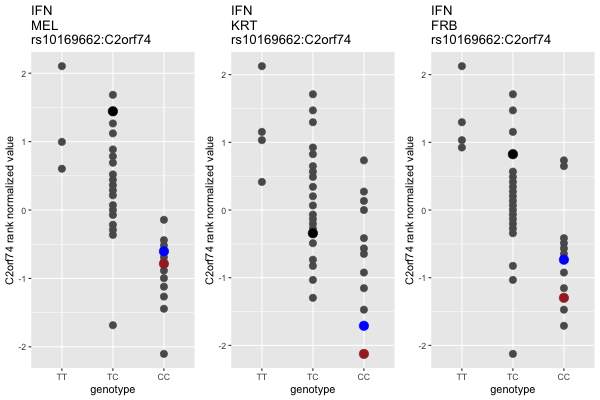 IFN
MEL
rs10169662:C2orf74
C2orf74 rank normalized value
2
1
0
-1
-2
TT TC CC
genotype
IFN
KRT
rs10169662:C2orf74
C2orf74 rank normalized value
2
1
0
-1
-2
TT TC CC
genotype
IFN
FRB
rs10169662:C2orf74
C2orf74 rank normalized value
2
1
0
-1
-2
TT TC CC
genotype